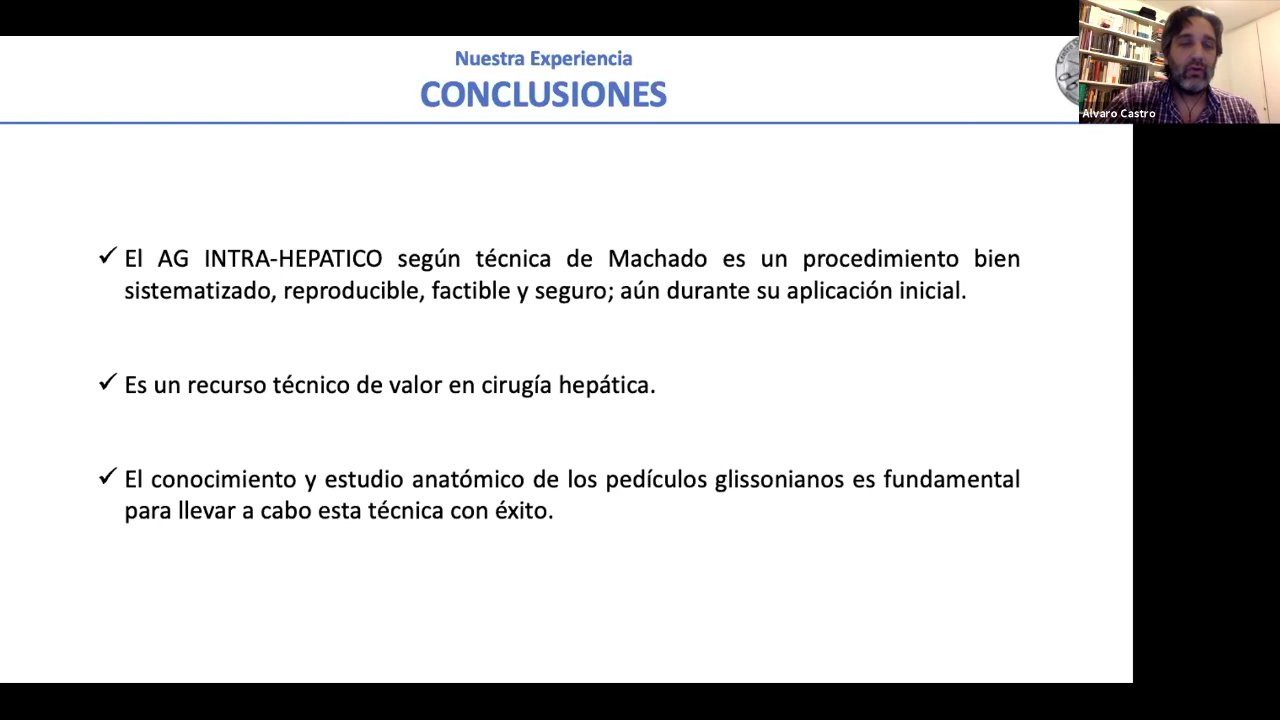 Nuestra Experiencia
CONCLUSIONES
Alvaro Castro
✓ El AG INTRA-HEPATICO según técnica de Machado es un procedimiento bien
sistematizado, reproducible, factible y seguro; aún durante su aplicación inicial.
✓ Es un recurso técnico de valor en cirugía hepática.
✓ El conocimiento y estudio anatómico de los pedículos glissonianos es fundamental
para llevar a cabo esta técnica con éxito.